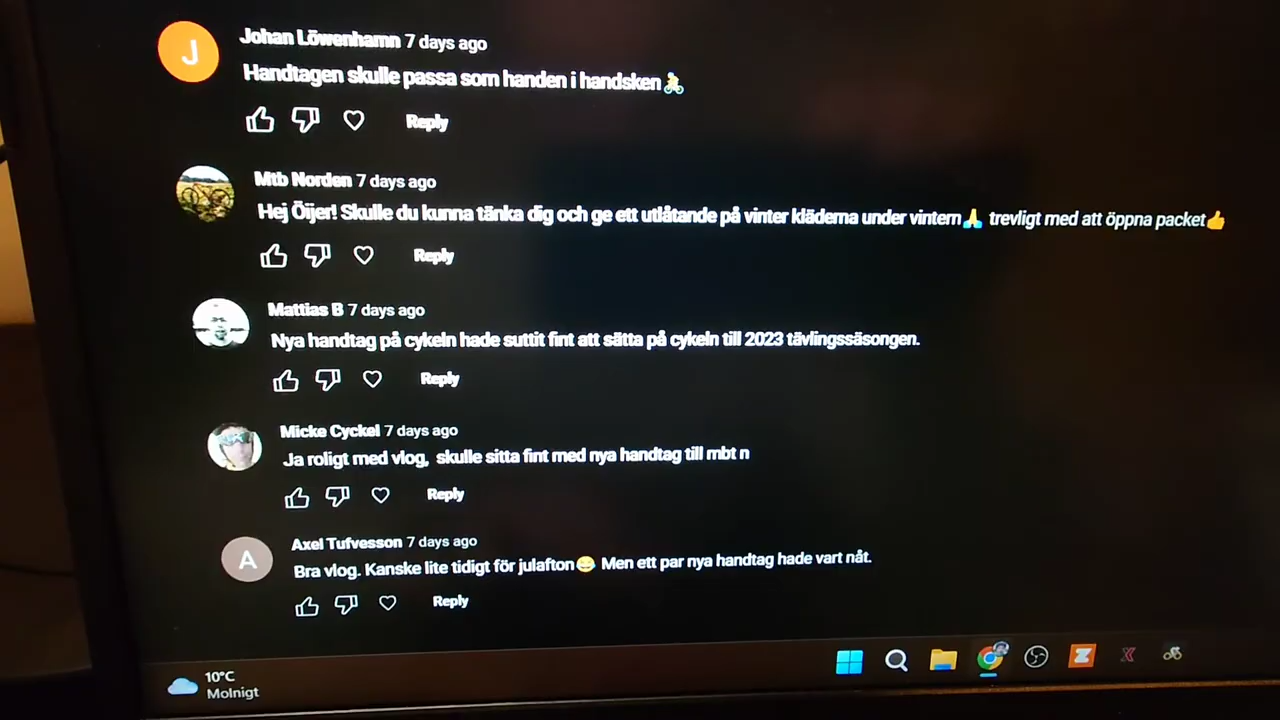 J
Johan Löwenhamn 7 days ago
Handtagen skulle passa som handen i handsken🚴
Reply
Mtb Norden 7 days ago
Hej Öijer! Skulle du kunna tänka dig och ge ett utlåtande på vinter kläderna under vintern🙏 trevligt med att öppna packet👍
Reply
Mattias B 7 days ago
Nya handtag på cykeln hade suttit fint att sätta på cykeln till 2023 tävlingssäsongen.
Reply
Micke Cyckel 7 days ago
Ja roligt med vlog, skulle sitta fint med nya handtag till mbt n
Reply
A
Axel Tufvesson 7 days ago
Bra vlog. Kanske lite tidigt för julafton😂 Men ett par nya handtag hade vart nåt.
Reply
10°C
Molnigt